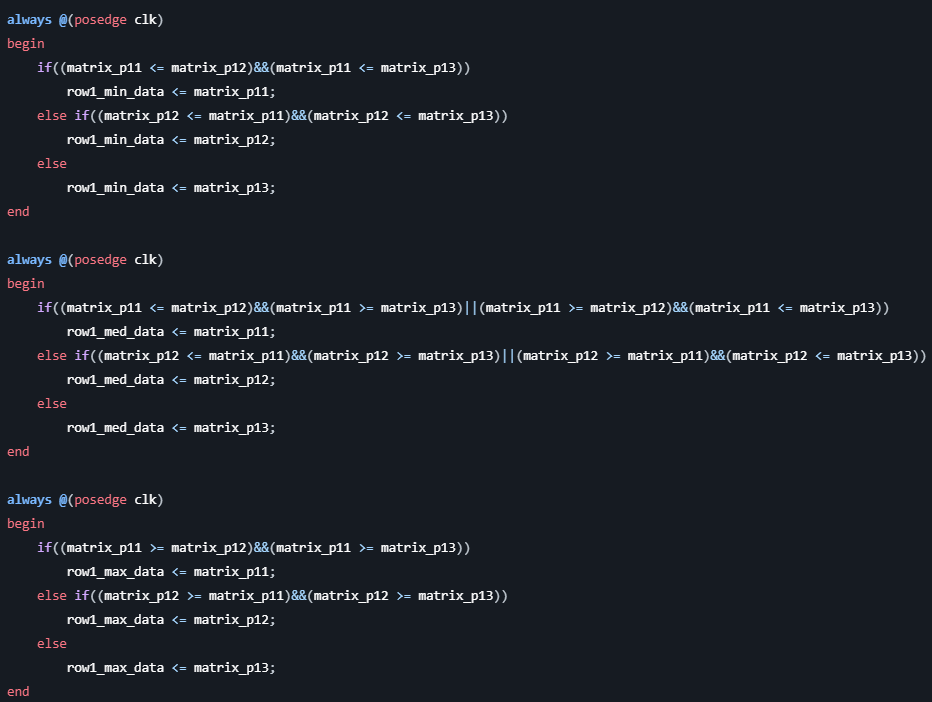 always @(posedge clk)
begin
    if((matrix_p11 <= matrix_p12)&&(matrix_p11 <= matrix_p13))
        row1_min_data <= matrix_p11;
    else if((matrix_p12 <= matrix_p11)&&(matrix_p12 <= matrix_p13))
        row1_min_data <= matrix_p12;
    else
        row1_min_data <= matrix_p13;
end

always @(posedge clk)
begin
    if((matrix_p11 <= matrix_p12)&&(matrix_p11 >= matrix_p13)||(matrix_p11 >= matrix_p12)&&(matrix_p11 <= matrix_p13))
        row1_med_data <= matrix_p11;
    else if((matrix_p12 <= matrix_p11)&&(matrix_p12 >= matrix_p13)||(matrix_p12 >= matrix_p11)&&(matrix_p12 <= matrix_p13))
        row1_med_data <= matrix_p12;
    else
        row1_med_data <= matrix_p13;
end

always @(posedge clk)
begin
    if((matrix_p11 >= matrix_p12)&&(matrix_p11 >= matrix_p13))
        row1_max_data <= matrix_p11;
    else if((matrix_p12 >= matrix_p11)&&(matrix_p12 >= matrix_p13))
        row1_max_data <= matrix_p12;
    else
        row1_max_data <= matrix_p13;
end